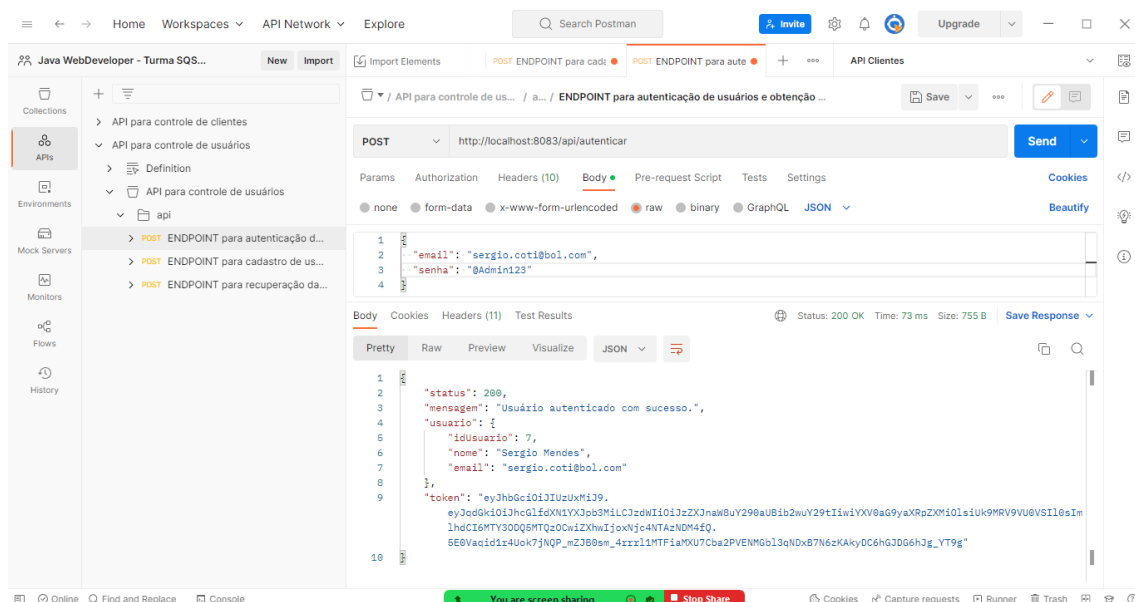 Home Workspaces API Network Explore Search Postman Invite Upgrade
Java WebDeveloper - Turma SQS... New Import
Import Elements POST ENDPOINT para cada POST ENDPOINT para aute API Clientes
Collections
APIs
Environments
Mock Servers
Monitors
Flows
History
API para controle de clientes
API para controle de usuários
Definition
API para controle de usuários
api
POST ENDPOINT para autenticação d...
POST ENDPOINT para cadastro de us...
POST ENDPOINT para recuperação da...
/ API para controle de us... / a... / ENDPOINT para autenticação de usuários e obtenção ... Save
POST http://localhost:8083/api/autenticar Send
Params Authorization Headers (10) Body Pre-request Script Tests Settings Cookies
none form-data x-www-form-urlencoded raw binary GraphQL JSON Beautify
1 {
2 "email": "sergio.coti@bol.com",
3 "senha": "@Admin123"
4 }
Body Cookies Headers (11) Test Results Status: 200 OK Time: 73 ms Size: 755 B Save Response
Pretty Raw Preview Visualize JSON
1 {
2 "status": 200,
3 "mensagem": "Usuário autenticado com sucesso.",
4 "usuario": {
5 "idUsuario": 7,
6 "nome": "Sergio Mendes",
7 "email": "sergio.coti@bol.com"
8 },
9 "token": "eyJhbGciOiJIUzUxMiJ9.
eyJqdGkiOiJhcGlfdXN1YXJpb3MiLCJzdWIiOiJzZXJnaW8uY290aUBib2wuY29tIiwiYXV0aG9yaXRpZXMiOlsiUk9MRV9VU0VSIl0sIm
lhdCI6MTY3ODQ5MTQzOCwiZXhwIjoxNjc4NTAzNDM4fQ.
5E0Vaqid1r4Uok7jNQP_mZJB0sm_4rrrl1MTFiaMXU7Cba2PVENMGbl3qNDxB7N6zKAkyDC6hGJDG6hJg_YT9g"
10 }
Online Find and Replace Console You are screen sharing Stop Share Cookies Capture requests Runner Trash